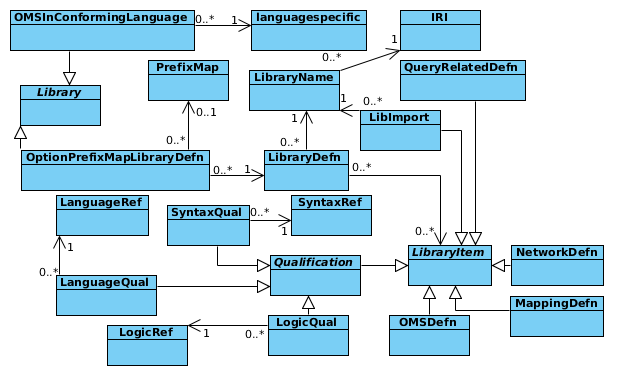 OMSInConformingLanguage
0..*
1
languagespecific
IRI
1
0..*
Library
PrefixMap
LibraryName
QueryRelatedDefn
0..1
1
1
0..*
LibImport
0..*
0..*
OptionPrefixMapLibraryDefn
0..*
1
LibraryDefn
0..*
LanguageRef
SyntaxQual
0..*
1
SyntaxRef
0..*
1
0..*
LanguageQual
Qualification
LibraryItem
NetworkDefn
MappingDefn
LogicRef
1
0..*
LogicQual
OMSDefn